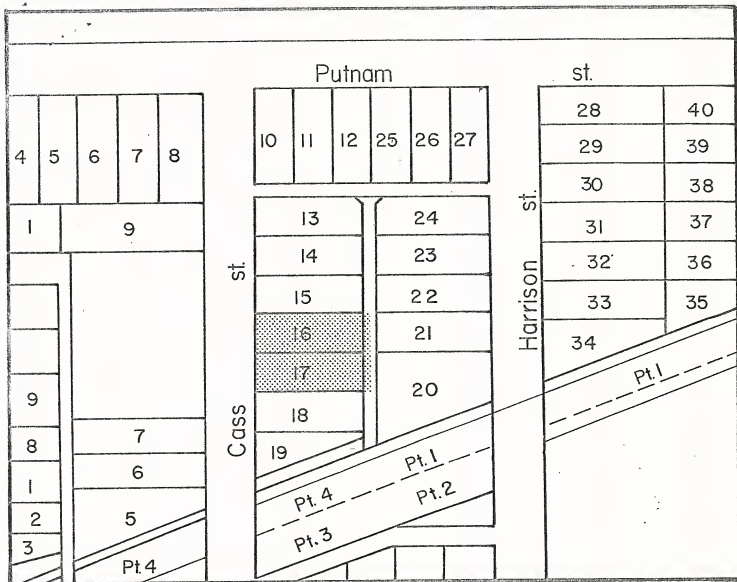 Putnam st.
4 5 6 7 8 10 11 12 25 26 27 28 40
29 39
30 38
1 9 13 24 st. 31 37
14 23 32 36
st. 15 22 Harrison 33 35
16 21 34
17 20 Pt.1
9 18
8 7 Cass 19 Pt.1
1 6 Pt.4 Pt.2
2 5 Pt.3
3 Pt.4